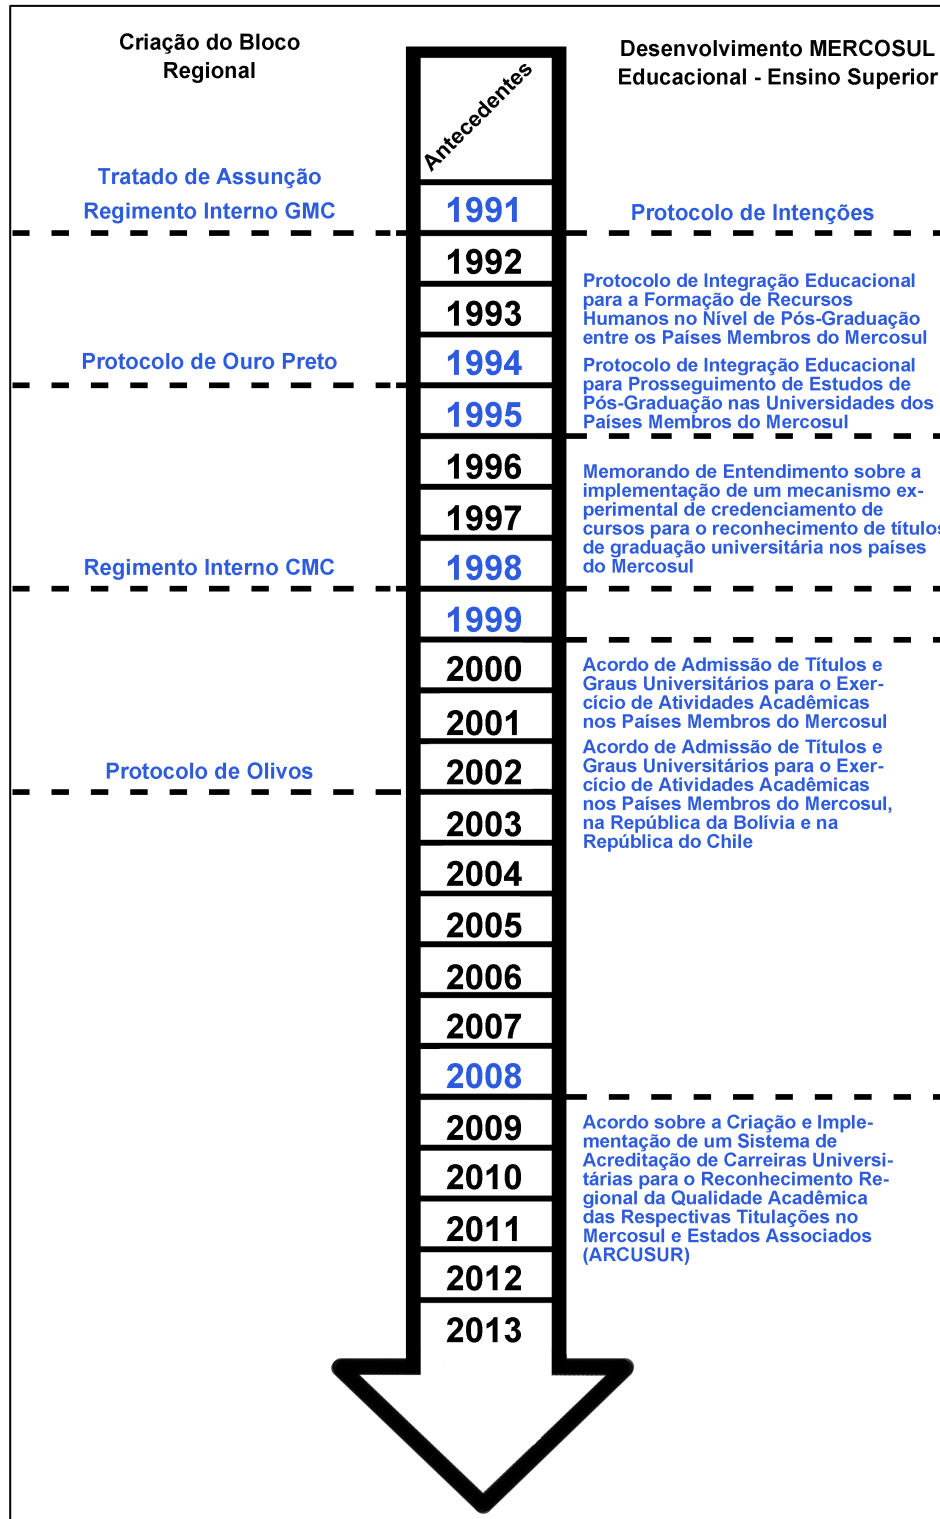 Criação do Bloco
Regional
Desenvolvimento MERCOSUL
Educacional - Ensino Superior
Antecedentes
Tratado de Assunção
Regimento Interno GMC
1991
Protocolo de Intenções
1992
1993
Protocolo de Integração Educacional
para a Formação de Recursos
Humanos no Nível de Pós-Graduação
entre os Países Membros do Mercosul
Protocolo de Ouro Preto
1994
1995
Protocolo de Integração Educacional
para Prosseguimento de Estudos de
Pós-Graduação nas Universidades dos
Países Membros do Mercosul
1996
1997
Memorando de Entendimento sobre a
implementação de um mecanismo ex-
perimental de credenciamento de
cursos para o reconhecimento de títulos
de graduação universitária nos países
do Mercosul
Regimento Interno CMC
1998
1999
2000
2001
Acordo de Admissão de Títulos e
Graus Universitários para o Exer-
cício de Atividades Acadêmicas
nos Países Membros do Mercosul
Protocolo de Olivos
2002
2003
Acordo de Admissão de Títulos e
Graus Universitários para o Exer-
cício de Atividades Acadêmicas
nos Países Membros do Mercosul,
na República da Bolívia e na
República do Chile
2004
2005
2006
2007
2008
2009
2010
2011
Acordo sobre a Criação e Imple-
mentação de um Sistema de
Acreditação de Carreiras Universi-
tárias para o Reconhecimento Re-
gional da Qualidade Acadêmica
das Respectivas Titulações no
Mercosul e Estados Associados
(ARCUSUR)
2012
2013